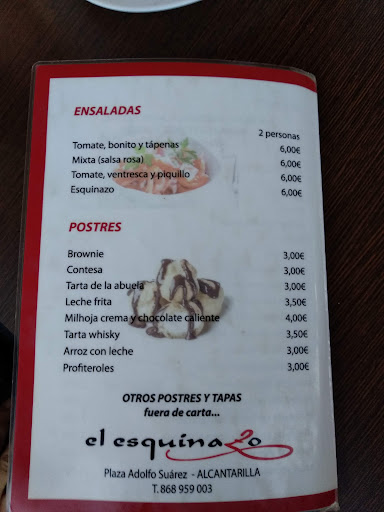 ENSALADAS
2 personas
Tomate, bonito y tápenas 6,00€
Mixta (salsa rosa) 6,00€
Tomate, ventresca y piquillo 6,00€
Esquinazo 6,00€
POSTRES
Brownie 3,00€
Contesa 3,00€
Tarta de la abuela 3,00€
Leche frita 3,50€
Milhoja crema y chocolate caliente 4,00€
Tarta whisky 3,50€
Arroz con leche 3,00€
Profiteroles 3,00€
OTROS POSTRES Y TAPAS
fuera de carta...
el esquinazo
Plaza Adolfo Suárez - ALCANTARILLA
T. 868 959 003